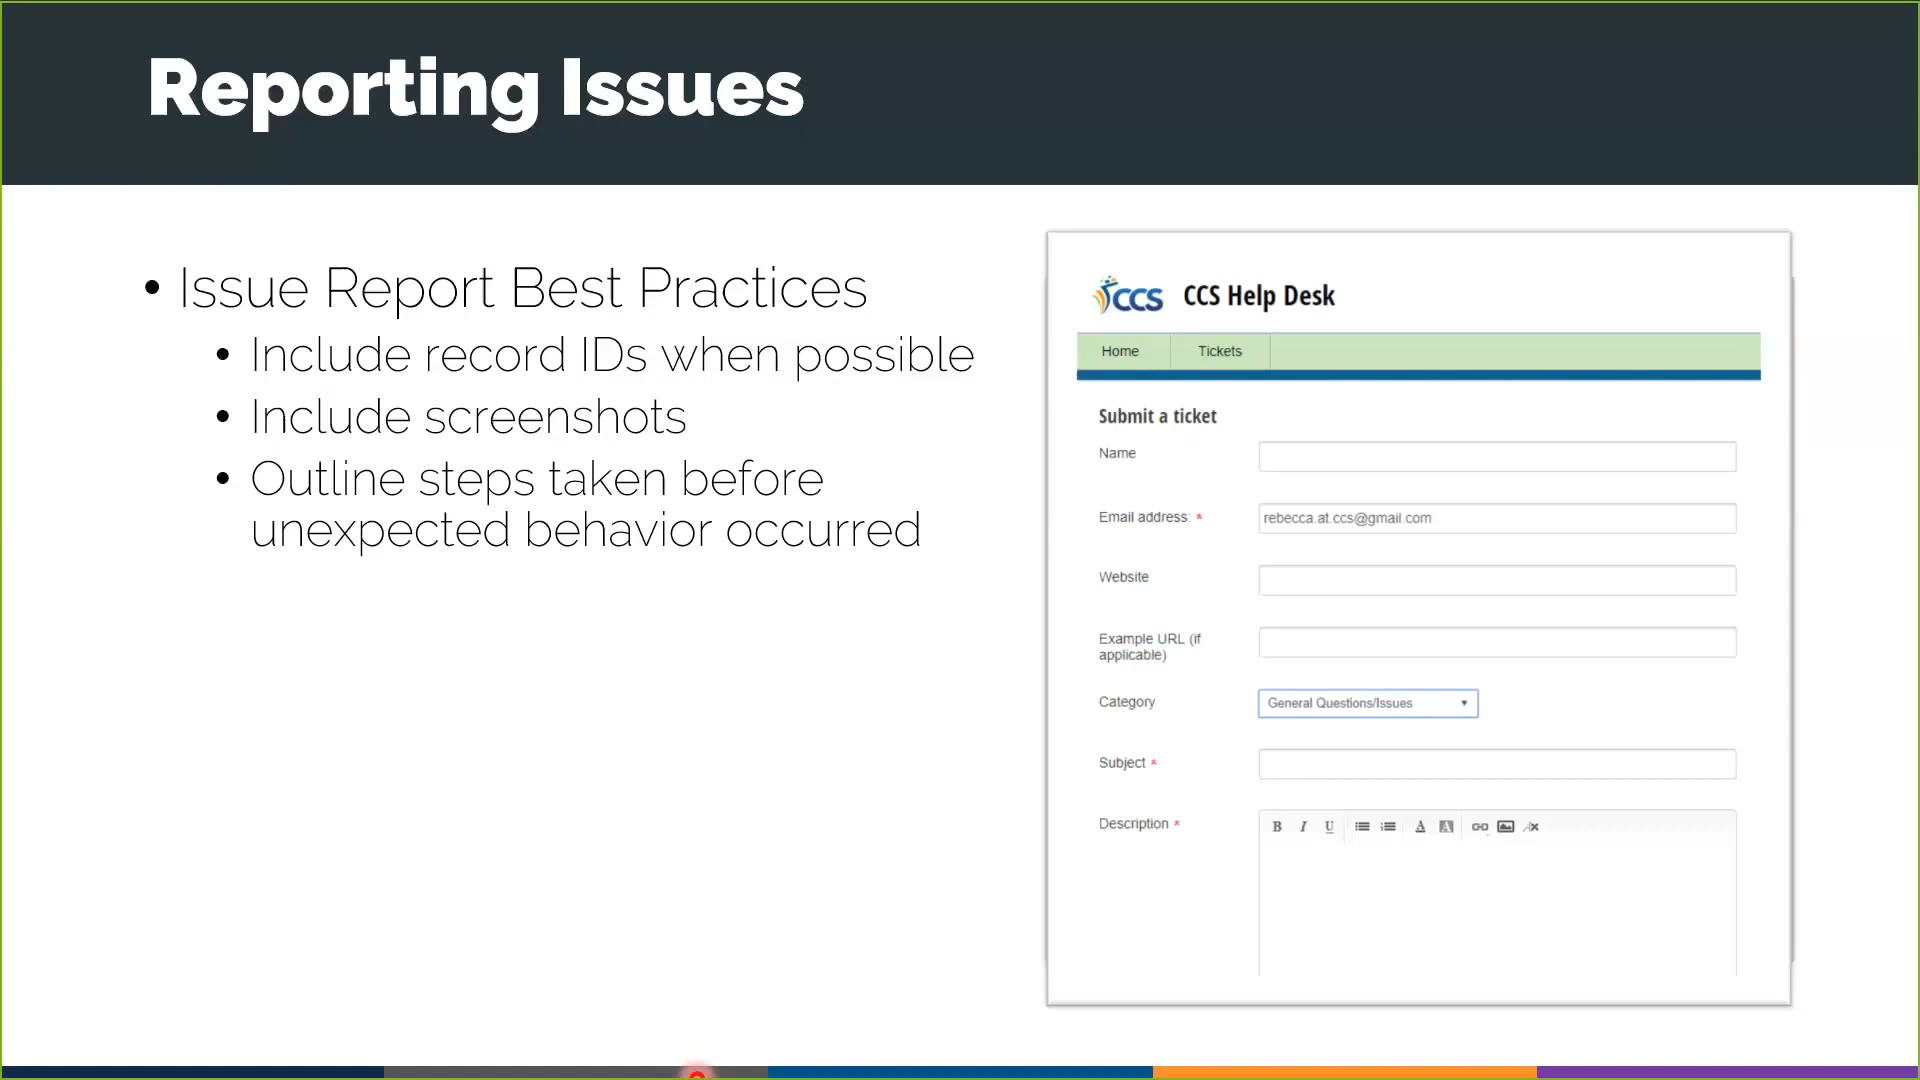 Reporting Issues
• Issue Report Best Practices
• Include record IDs when possible
• Include screenshots
• Outline steps taken before
unexpected behavior occurred
CCS CCS Help Desk
Home Tickets
Submit a ticket
Name
Email address: * rebecca.at.ccs@gmail.com
Website
Example URL (if
applicable)
Category General Questions/Issues
Subject *
Description * B I U A A